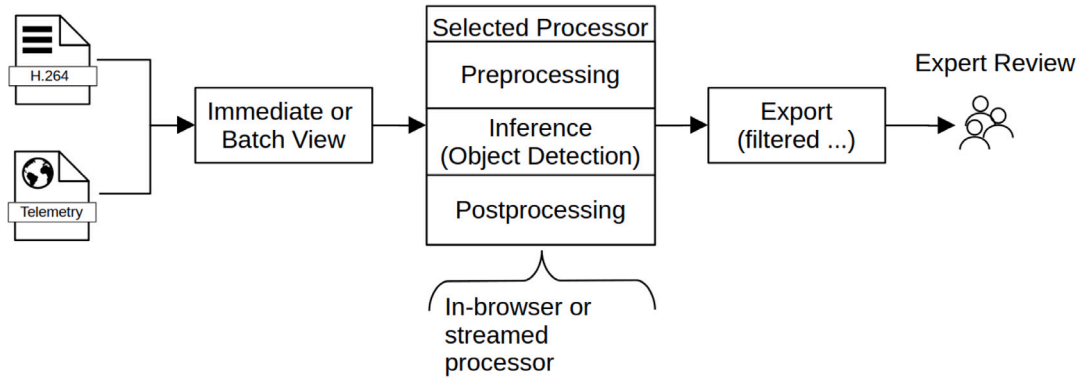 H.264
Telemetry
Immediate or
Batch View
Selected Processor
Preprocessing
Inference
(Object Detection)
Postprocessing
In-browser or
streamed
processor
Export
(filtered ...)
Expert Review